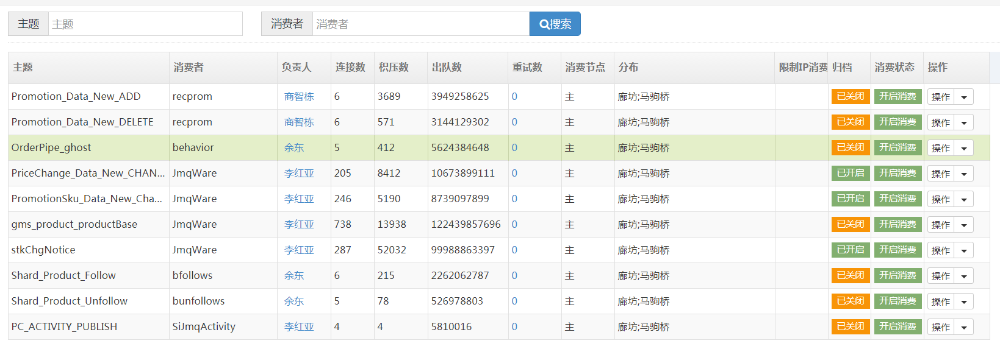 主题 主题 消费者 消费者 搜索
主题 消费者 负责人 连接数 积压数 出队数 重试数 消费节点 分布 限制IP消费 归档 消费状态 操作
Promotion_Data_New_ADD recprom 商智栋 6 3689 3949258625 0 主 廊坊;马驹桥 已关闭 开启消费 操作
Promotion_Data_New_DELETE recprom 商智栋 6 571 3144129302 0 主 廊坊;马驹桥 已关闭 开启消费 操作
OrderPipe_ghost behavior 余东 5 412 5624384648 0 主 廊坊;马驹桥 已关闭 开启消费 操作
PriceChange_Data_New_CHAN... JmqWare 李红亚 205 8412 10673899111 0 主 廊坊;马驹桥 已开启 开启消费 操作
PromotionSku_Data_New_Cha... JmqWare 李红亚 246 5190 8739097899 0 主 廊坊;马驹桥 已开启 开启消费 操作
gms_product_productBase JmqWare 李红亚 738 13938 122439857696 0 主 廊坊;马驹桥 已关闭 开启消费 操作
stkChgNotice JmqWare 李红亚 287 52032 99988863397 0 主 廊坊;马驹桥 已开启 开启消费 操作
Shard_Product_Follow bfollows 余东 6 215 2262062787 0 主 廊坊;马驹桥 已关闭 开启消费 操作
Shard_Product_Unfollow bunfollows 余东 5 78 526978803 0 主 廊坊;马驹桥 已关闭 开启消费 操作
PC_ACTIVITY_PUBLISH SiJmqActivity 李红亚 4 4 5810016 0 主 廊坊;马驹桥 已关闭 开启消费 操作